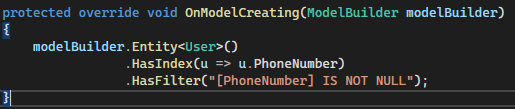 protected override void OnModelCreating(ModelBuilder modelBuilder)
{
    modelBuilder.Entity<User>()
                .HasIndex(u => u.PhoneNumber)
                .HasFilter("[PhoneNumber] IS NOT NULL");
}